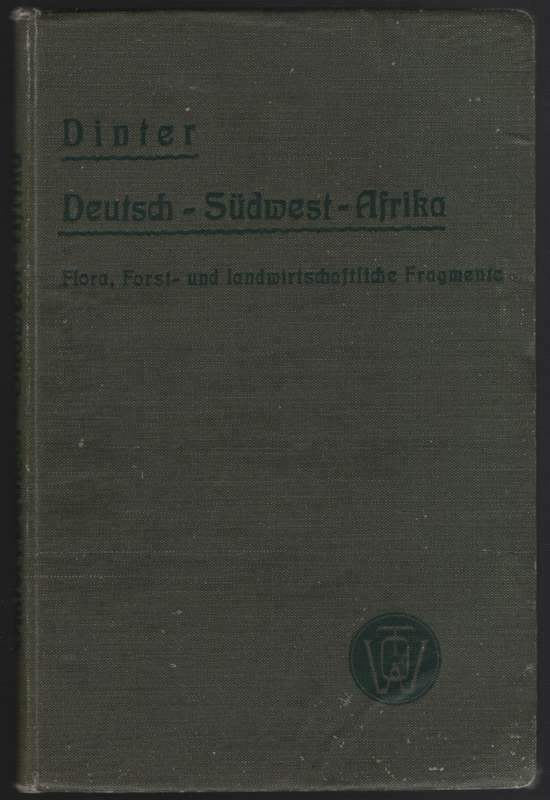 Dinter
Deutsch - Südwest - Afrika
Flora, Forst- und landwirtschaftliche Fragmente